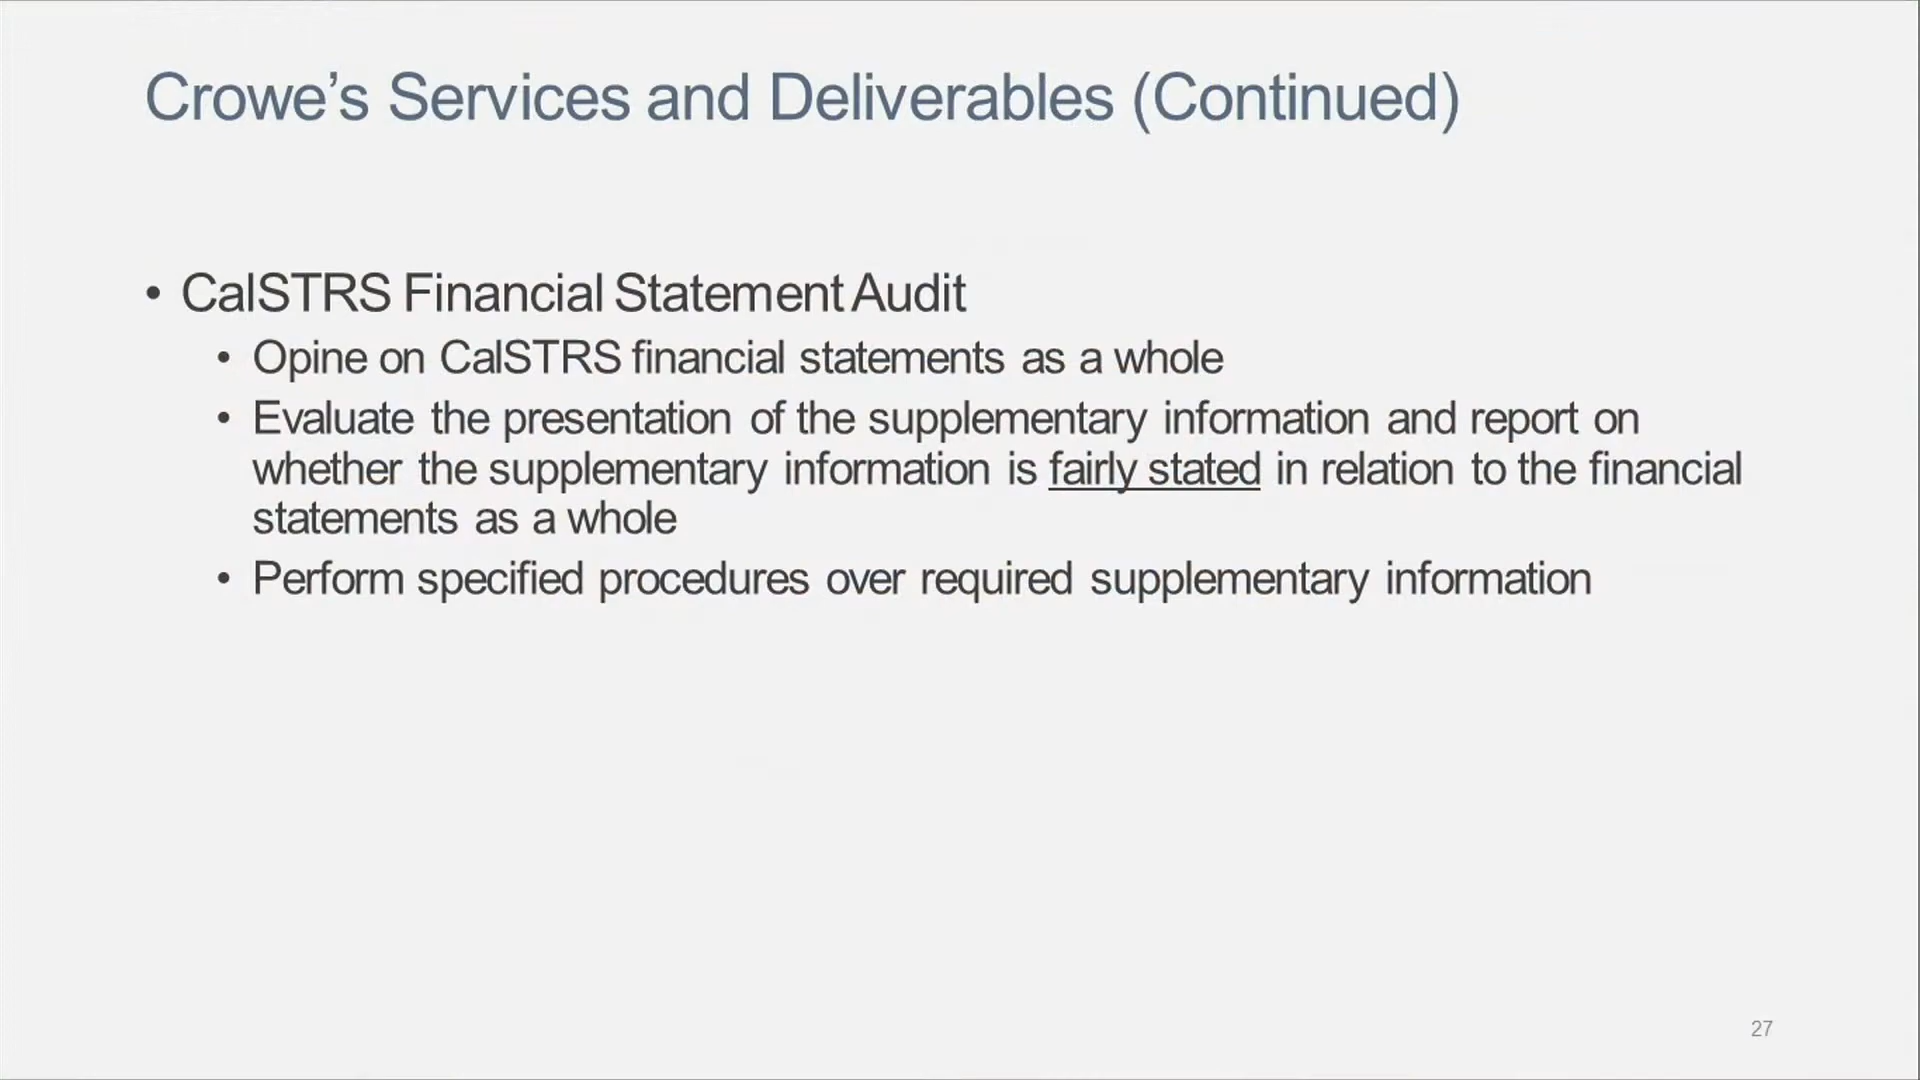 Crowe’s Services and Deliverables (Continued)
• CalSTRS Financial Statement Audit
• Opine on CalSTRS financial statements as a whole
• Evaluate the presentation of the supplementary information and report on
whether the supplementary information is fairly stated in relation to the financial
statements as a whole
• Perform specified procedures over required supplementary information
27